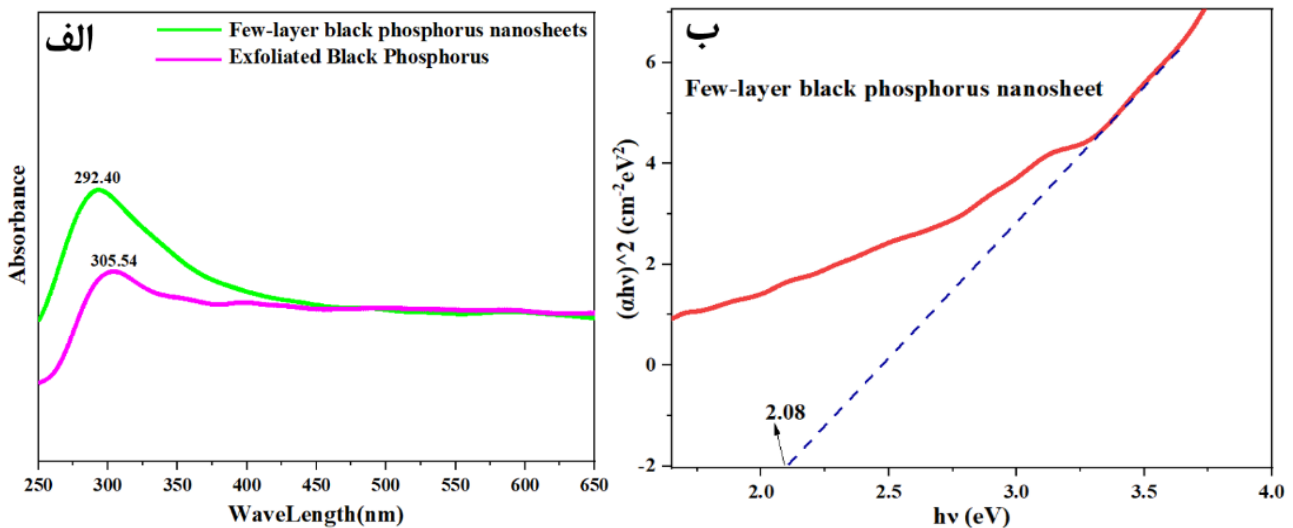 الف
Few-layer black phosphorus nanosheets
Exfoliated Black Phosphorus
292.40
305.54
Absorbance
250 300 350 400 450 500 550 600 650
WaveLength(nm)
ب
Few-layer black phosphorus nanosheet
(αhν)^2 (cm⁻²eV²)
6
4
2
0
-2
2.08
2.0 2.5 3.0 3.5 4.0
hν (eV)